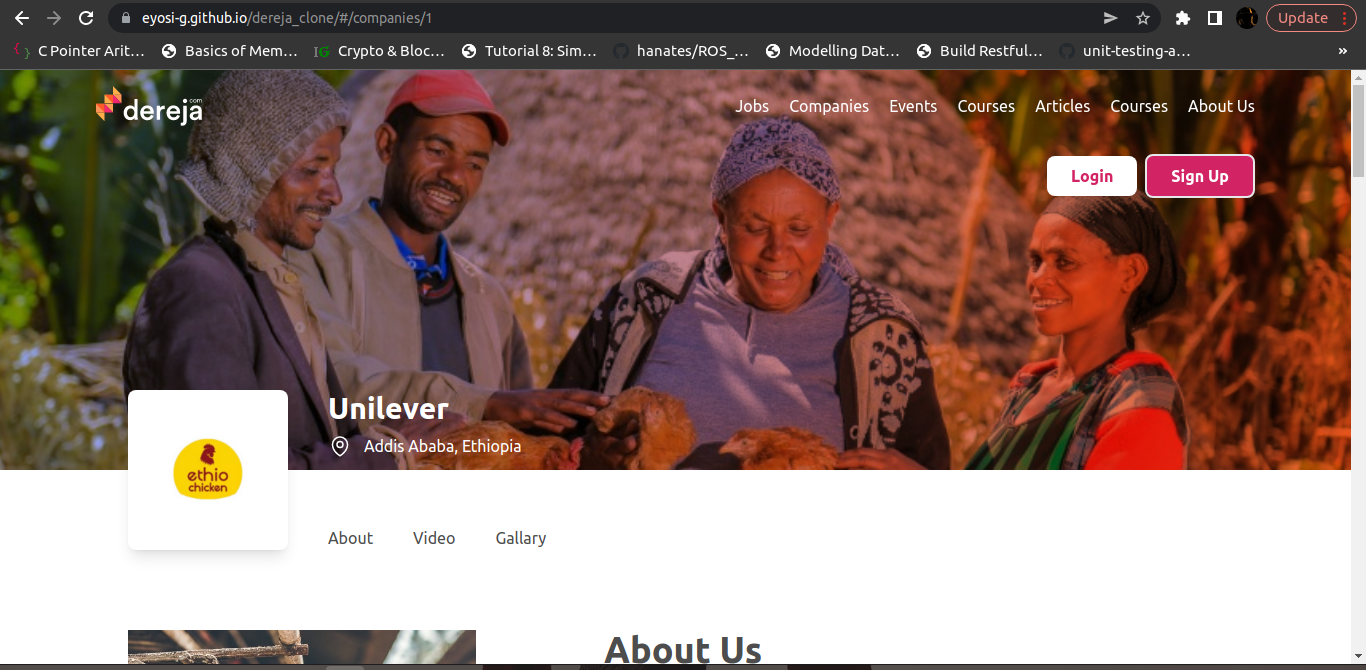 eyosi-g.github.io/dereja_clone/#/companies/1
Update
C Pointer Arit...
Basics of Mem...
IG Crypto & Bloc...
Tutorial 8: Sim...
hanates/ROS_...
Modelling Dat...
Build Restful...
unit-testing-a...
»
dereja.com
Jobs Companies Events Courses Articles Courses About Us
Login Sign Up
Unilever
Addis Ababa, Ethiopia
ethio
chicken
About Video Gallary
About Us